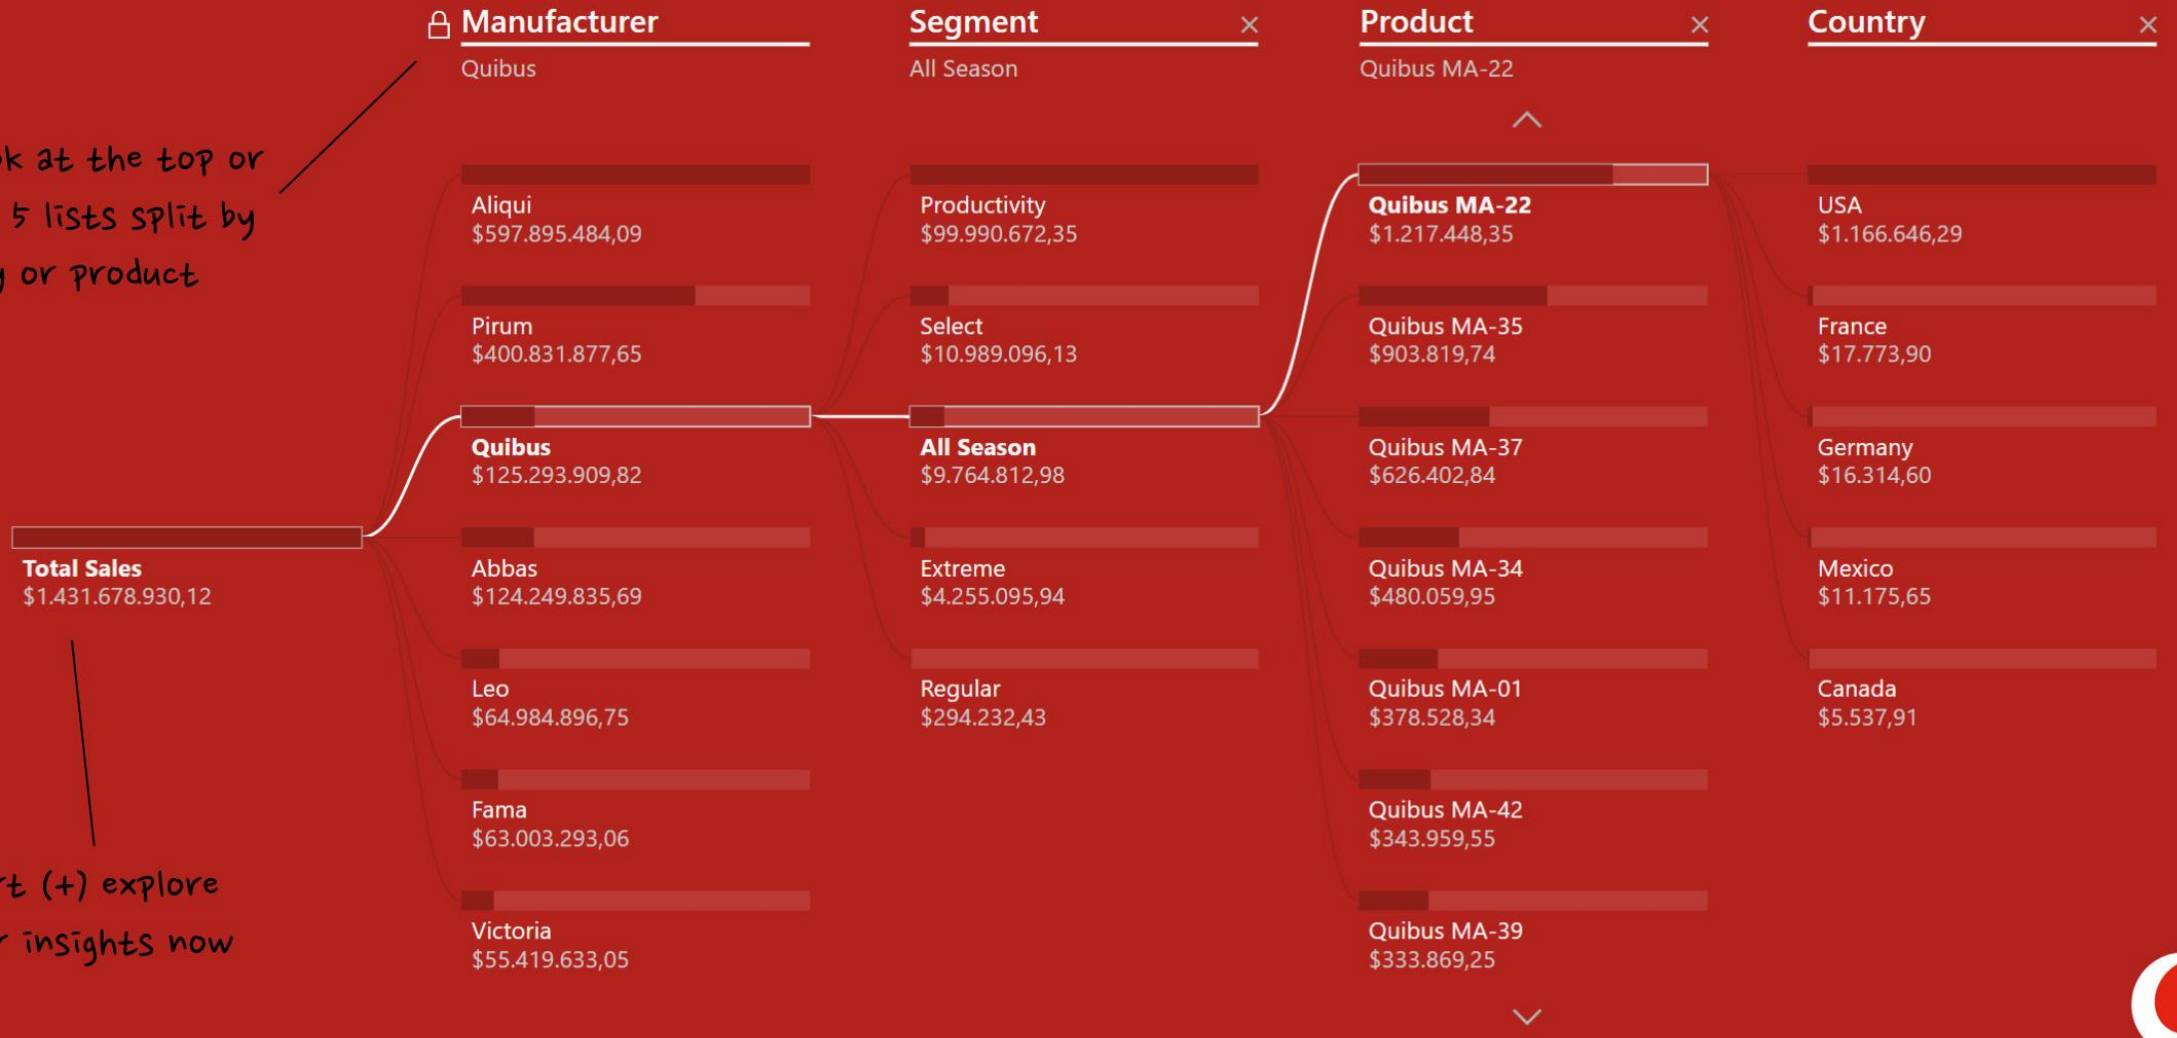 Manufacturer
Quibus
Segment
All Season
Product
Quibus MA-22
Country
look at the top or
5 lists split by
or product
Total Sales
$1.431.678.930,12
(+) explore
insights now
Aliqui
$597.895.484,09
Pirum
$400.831.877,65
Quibus
$125.293.909,82
Abbas
$124.249.835,69
Leo
$64.984.896,75
Fama
$63.003.293,06
Victoria
$55.419.633,05
Productivity
$99.990.672,35
Select
$10.989.096,13
All Season
$9.764.812,98
Extreme
$4.255.095,94
Regular
$294.232,43
Quibus MA-22
$1.217.448,35
Quibus MA-35
$903.819,74
Quibus MA-37
$626.402,84
Quibus MA-34
$480.059,95
Quibus MA-01
$378.528,34
Quibus MA-42
$343.959,55
Quibus MA-39
$333.869,25
USA
$1.166.646,29
France
$17.773,90
Germany
$16.314,60
Mexico
$11.175,65
Canada
$5.537,91